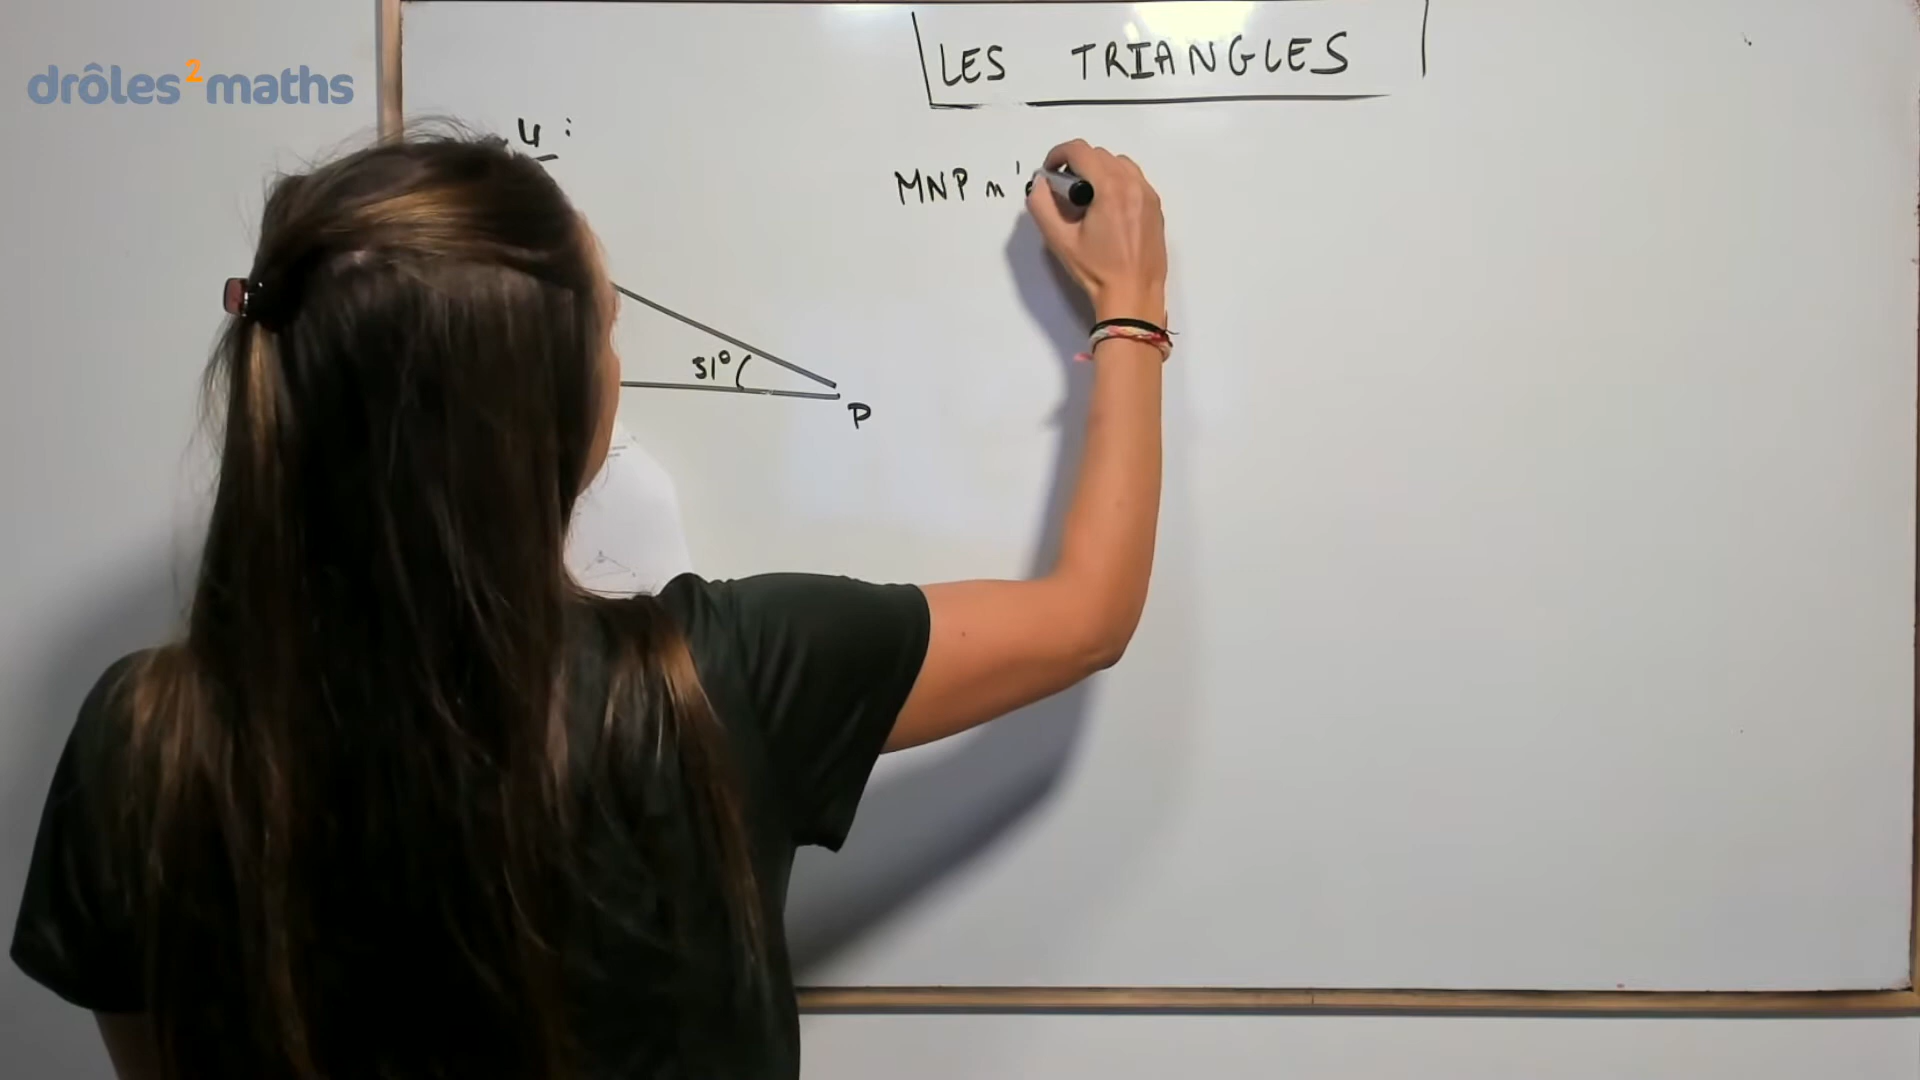 drôles²maths
LES TRIANGLES
4 :
MNP n'
51° (
P